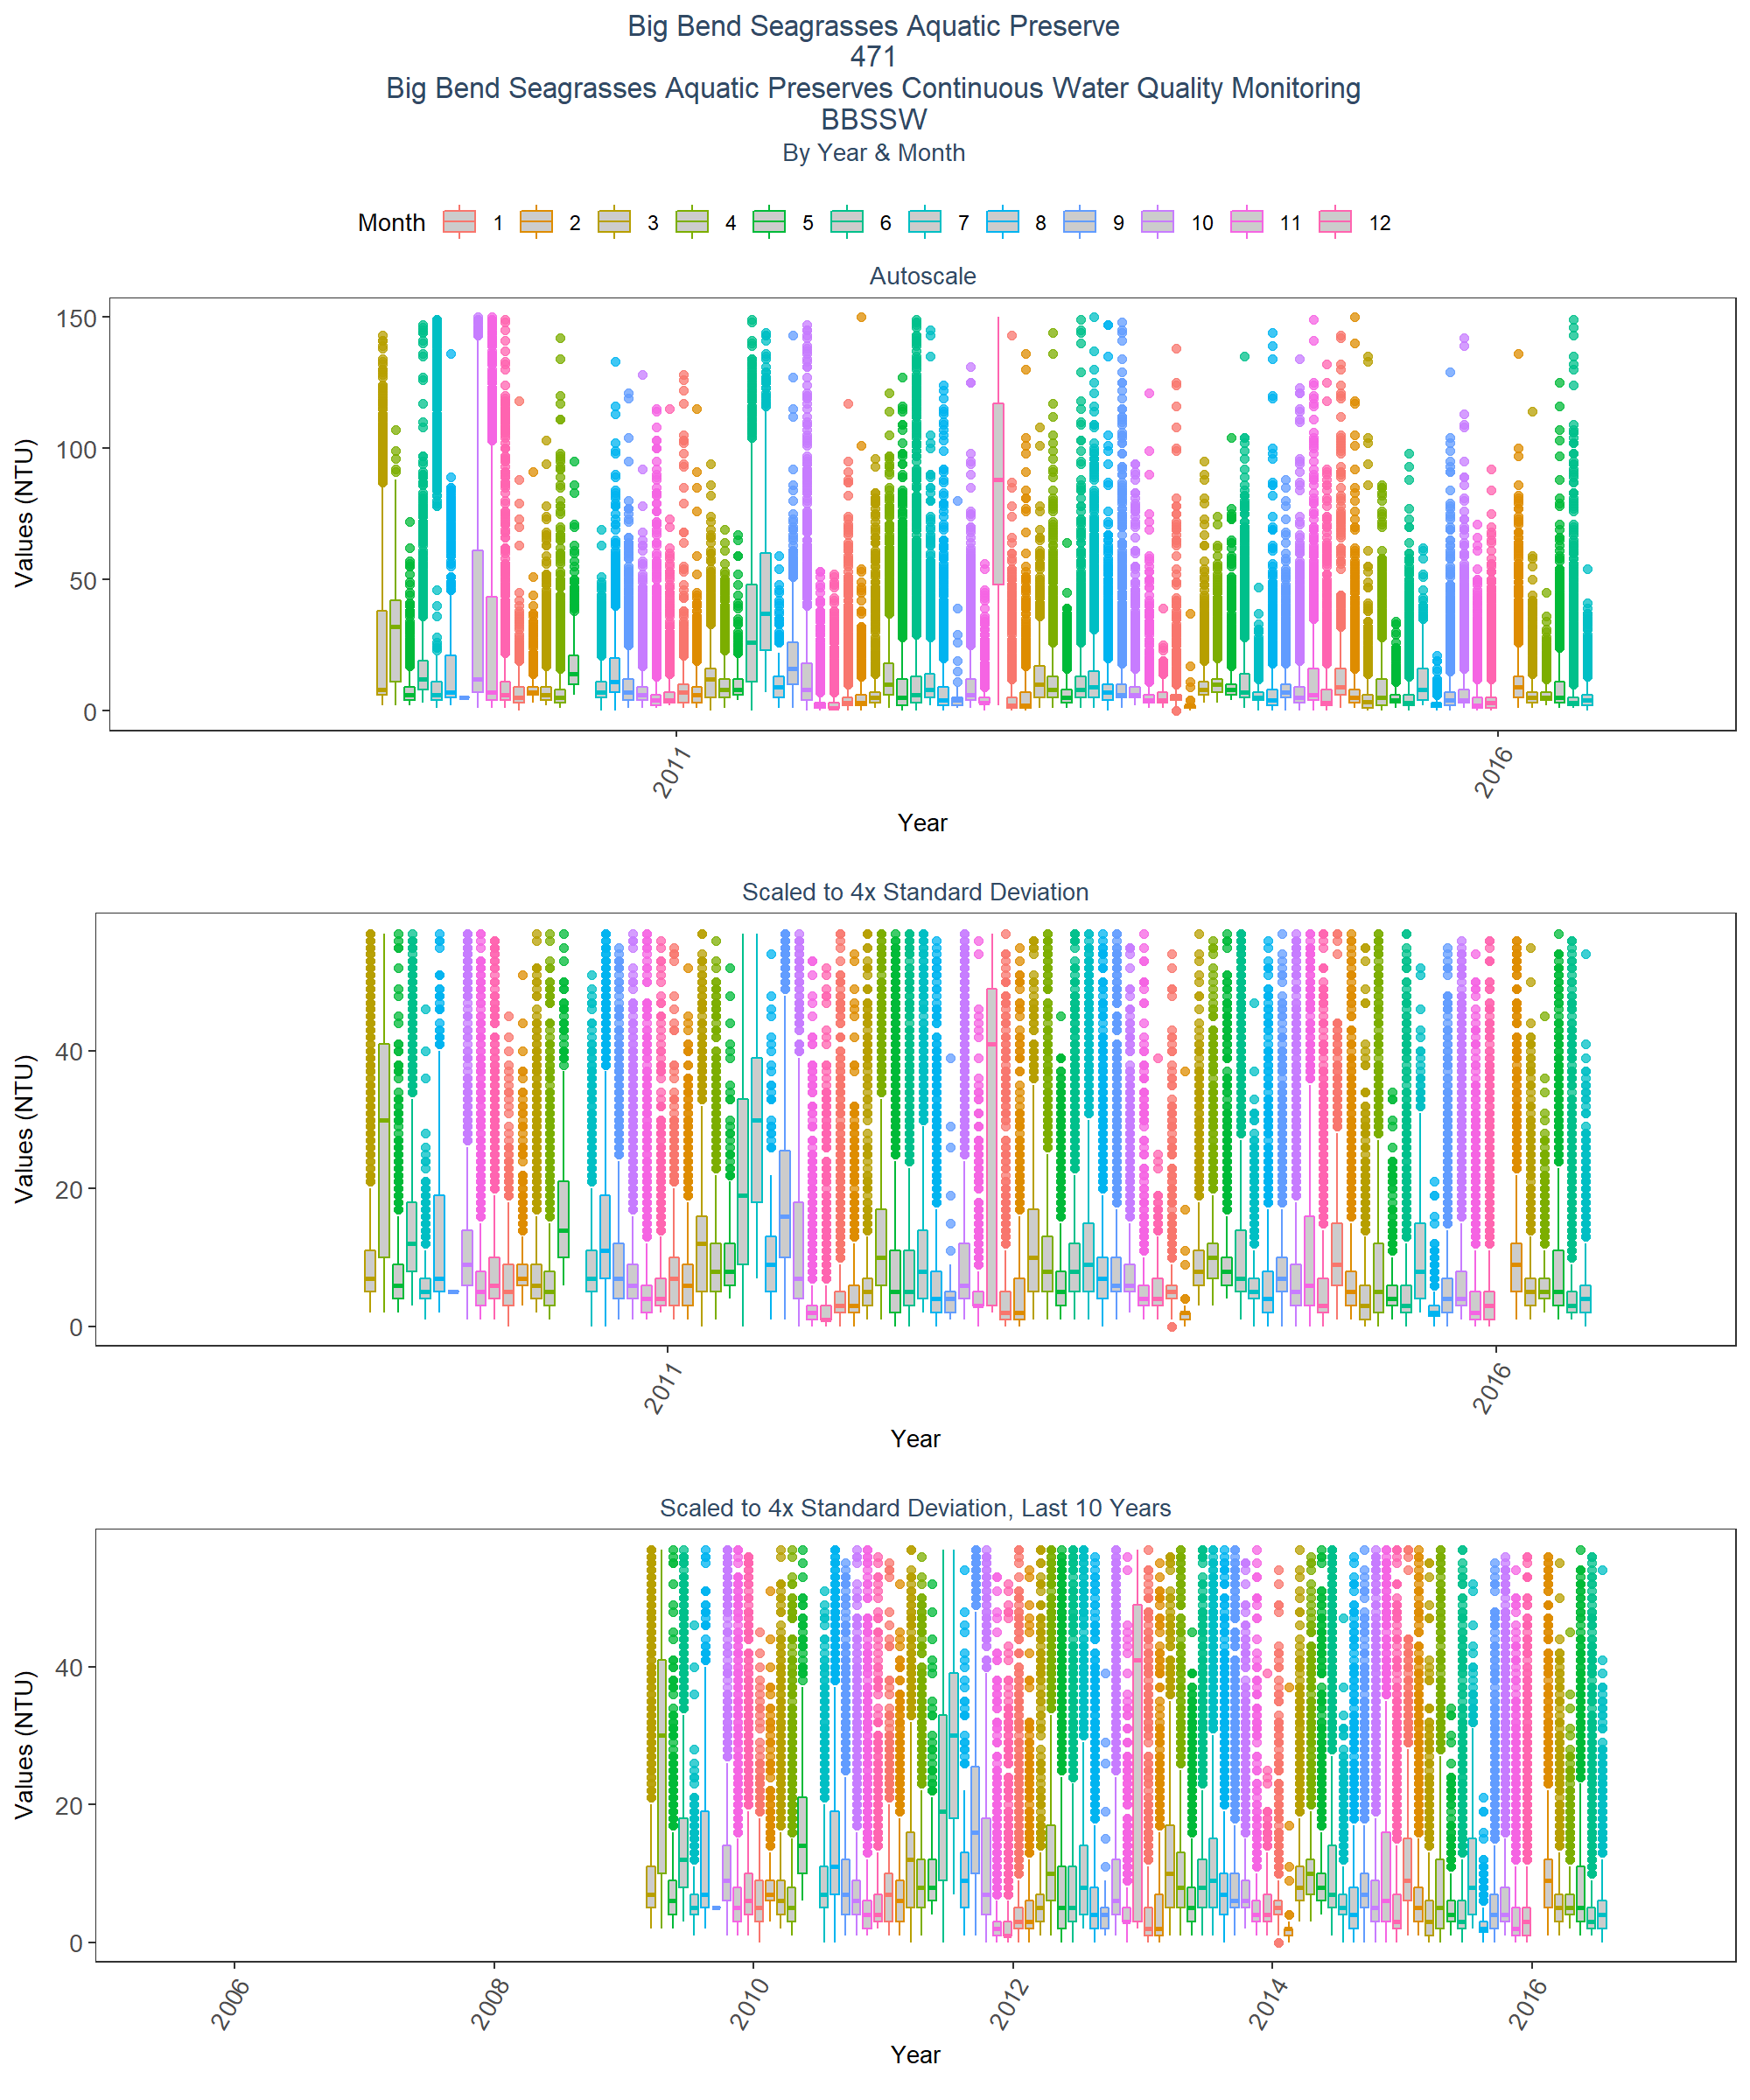 Big Bend Seagrasses Aquatic Preserve
471
Big Bend Seagrasses Aquatic Preserves Continuous Water Quality Monitoring
BBSSW
By Year & Month
Month 1 2 3 4 5 6 7 8 9 10 11 12
Autoscale
Values (NTU)
150
100
50
0
2011 2016
Year
Scaled to 4x Standard Deviation
Values (NTU)
40
20
0
2011 2016
Year
Scaled to 4x Standard Deviation, Last 10 Years
Values (NTU)
40
20
0
2006 2008 2010 2012 2014 2016
Year